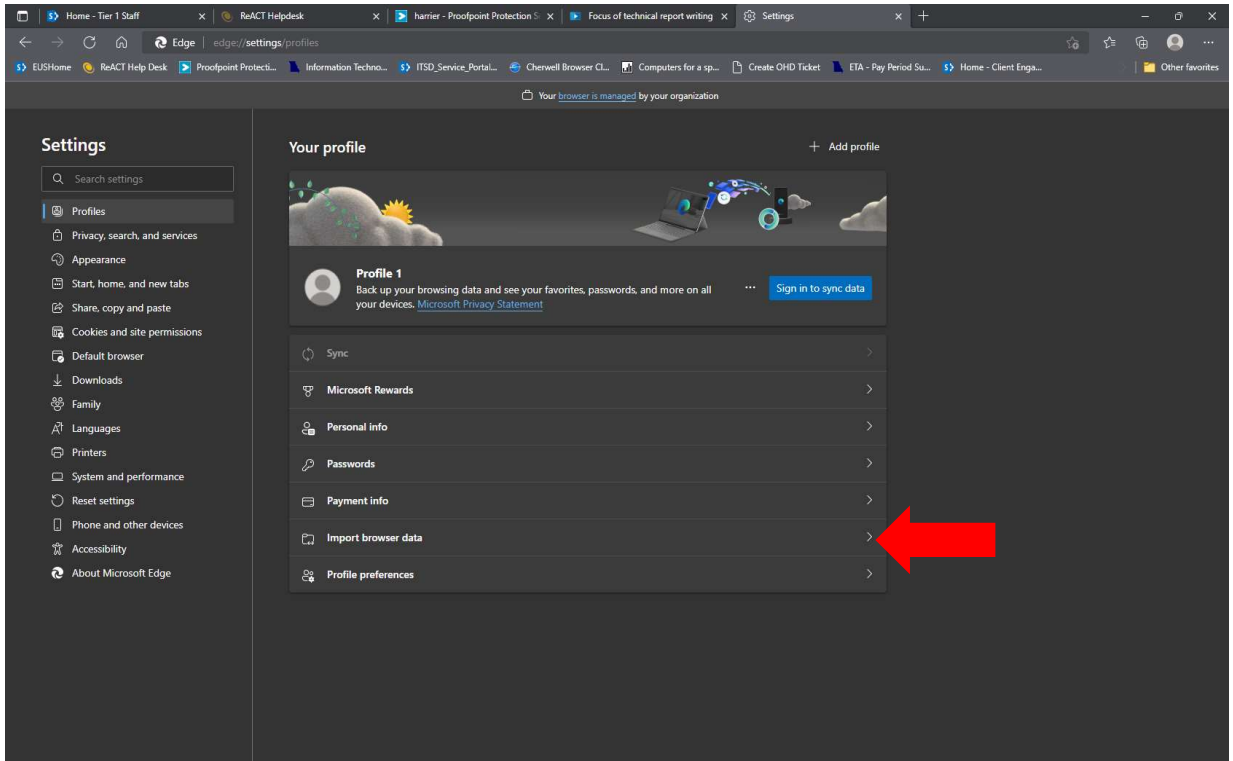 Home - Tier 1 Staff
ReACT Helpdesk
harrier - Proofpoint Protection S
Focus of technical report writing
Settings
Edge
edge://settings/profiles
EUSHome
ReACT Help Desk
Proofpoint Protecti...
Information Techno...
ITSD_Service_Portal...
Cherwell Browser Cl...
Computers for a sp...
Create OHD Ticket
ETA - Pay Period Su...
Home - Client Enga...
Other favorites
Your browser is managed by your organization
Settings
Search settings
Profiles
Privacy, search, and services
Appearance
Start, home, and new tabs
Share, copy and paste
Cookies and site permissions
Default browser
Downloads
Family
Languages
Printers
System and performance
Reset settings
Phone and other devices
Accessibility
About Microsoft Edge
Your profile
Add profile
Profile 1
Back up your browsing data and see your favorites, passwords, and more on all
your devices. Microsoft Privacy Statement
Sign in to sync data
Sync
Microsoft Rewards
Personal info
Passwords
Payment info
Import browser data
Profile preferences